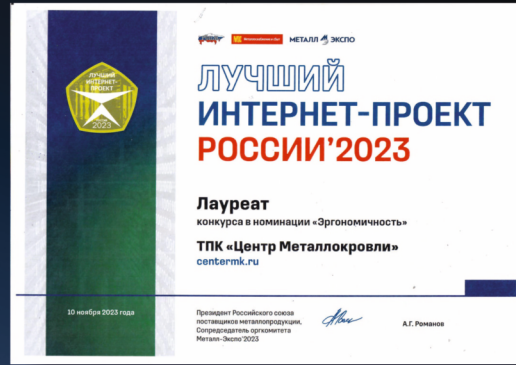 МЕТАЛЛ ЭКСПО
ЛУЧШИЙ
ИНТЕРНЕТ-ПРОЕКТ
РОССИИ'2023
ЛУЧШИЙ
ИНТЕРНЕТ-
ПРОЕКТ
2023
Лауреат
конкурса в номинации «Эргономичность»
ТПК «Центр Металлокровли»
centermk.ru
10 ноября 2023 года
Президент Российского союза
поставщиков металлопродукции,
Сопредседатель оргкомитета
Металл-Экспо'2023
А.Г. Романов